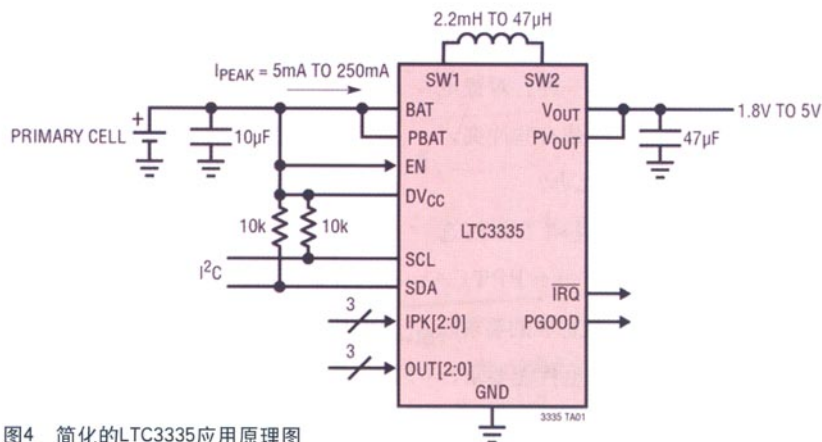 2.2mH TO 47µH
IPEAK = 5mA TO 250mA
SW1 SW2
BAT
PBAT
EN
DVCC
SCL
SDA
IPK[2:0]
OUT[2:0]
GND
LTC3335
VOUT
PVOUT
IRQ
PGOOD
1.8V TO 5V
47µF
+
PRIMARY CELL
10µF
10k
10k
I²C
3
3
3335 TA01
图4 简化的LTC3335应用原理图